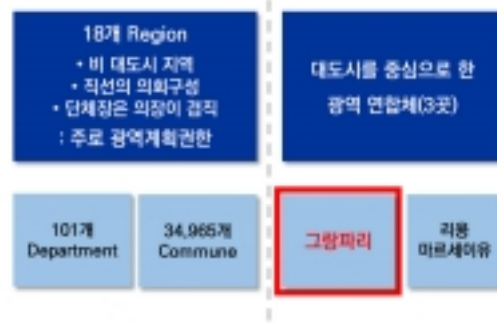 18개 Region
• 비 대도시 지역
• 직선의 의회구성
• 단체장은 의장이 겸직
: 주로 광역계획권한
대도시를 중심으로 한
광역 연합체(3곳)
101개
Department
34,965개
Commune
그랑파리
리옹
마르세이유